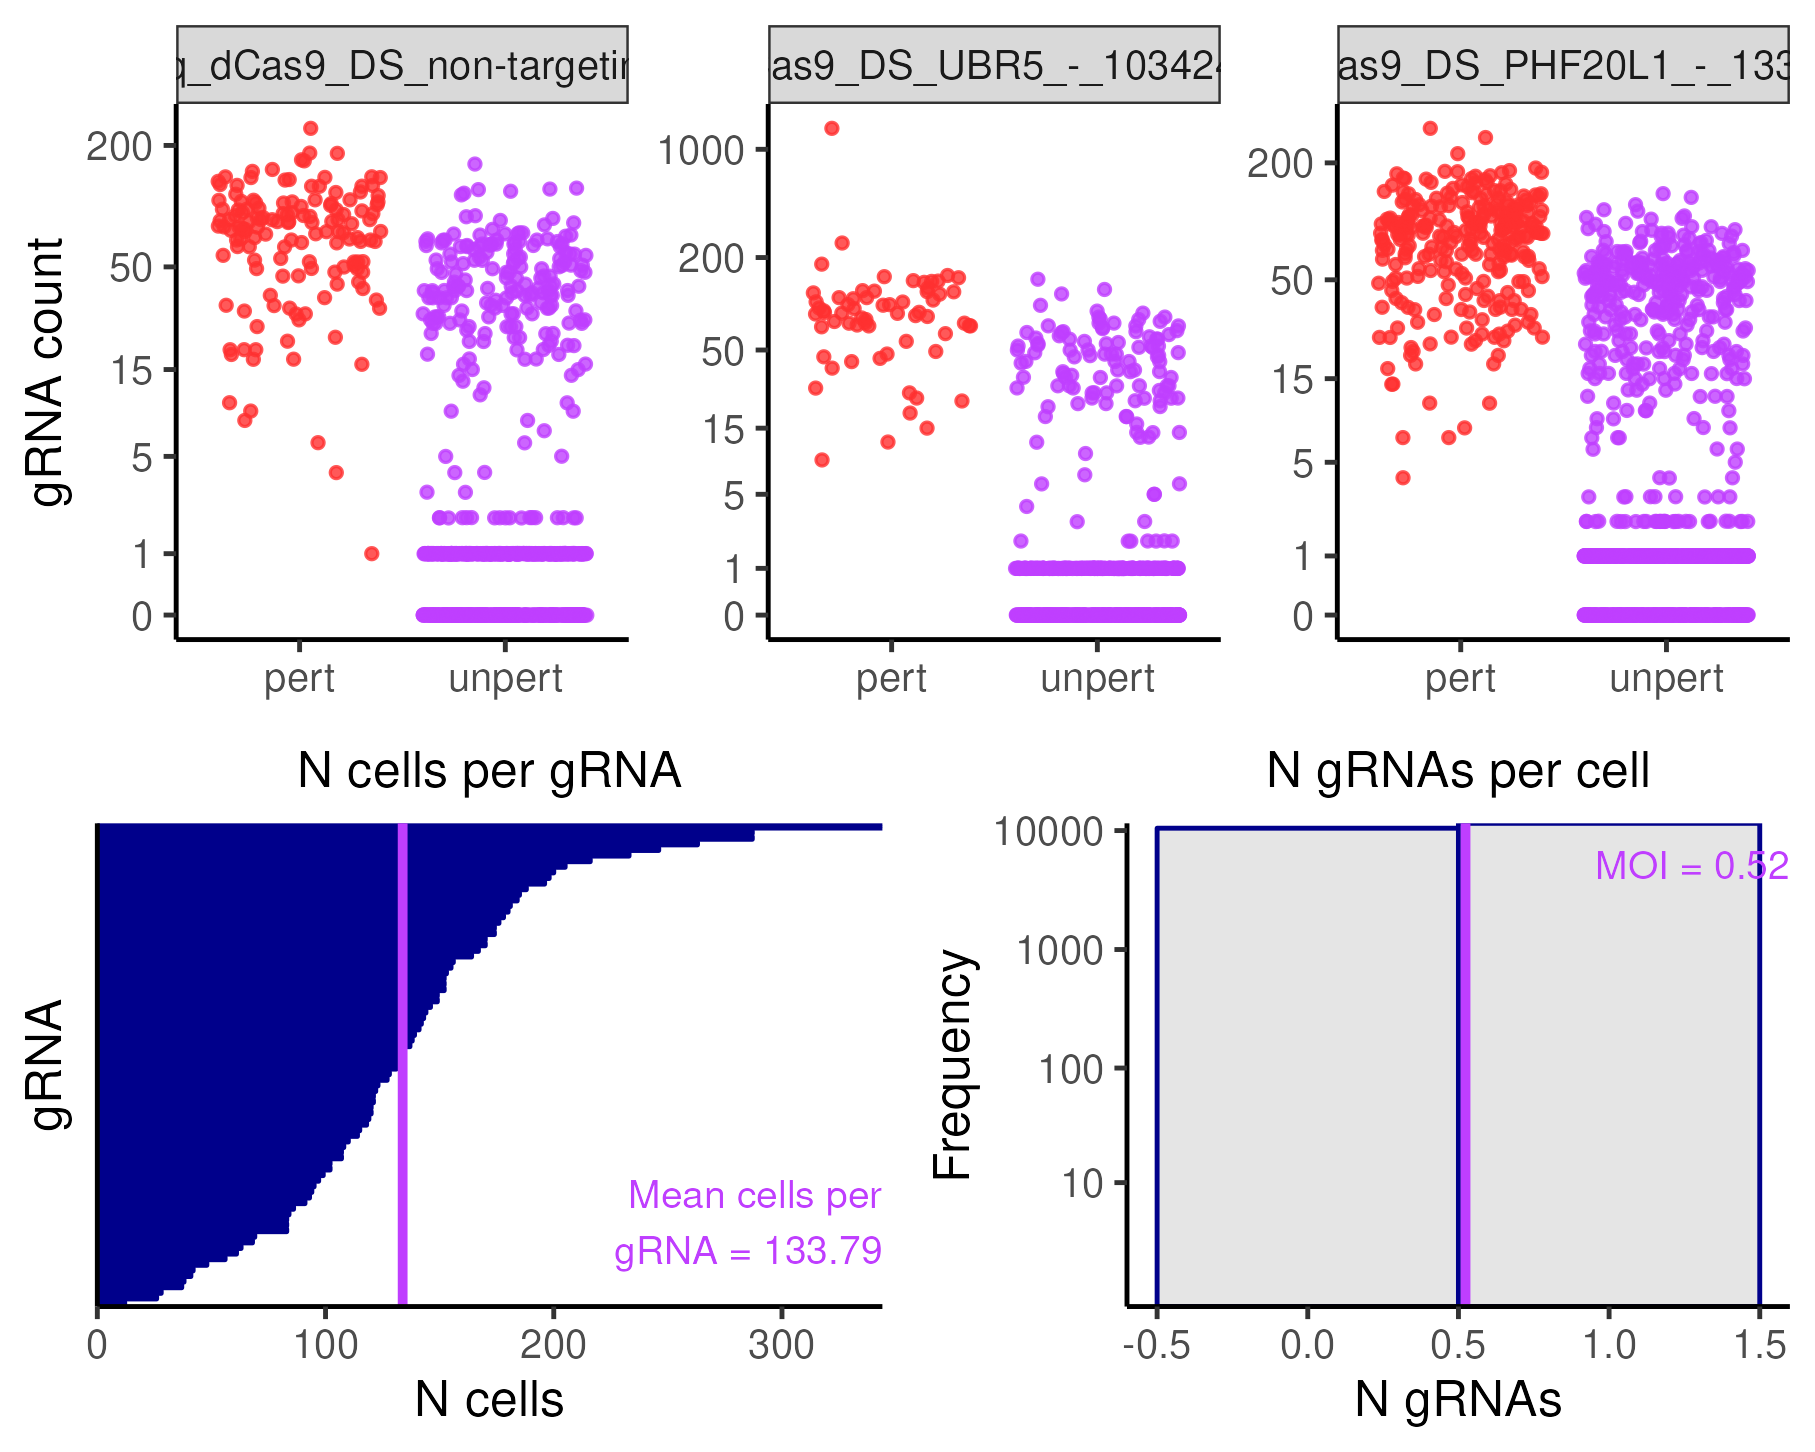 q_dCas9_DS_non-targetin
as9_DS_UBR5_-_103424
as9_DS_PHF20L1_-_133
gRNA count
200
50
15
5
1
0
1000
200
50
15
5
1
0
200
50
15
5
1
0
pert
unpert
pert
unpert
pert
unpert
N cells per gRNA
gRNA
Mean cells per
gRNA = 133.79
0
100
200
300
N cells
N gRNAs per cell
Frequency
10000
1000
100
10
MOI = 0.52
-0.5
0.0
0.5
1.0
1.5
N gRNAs